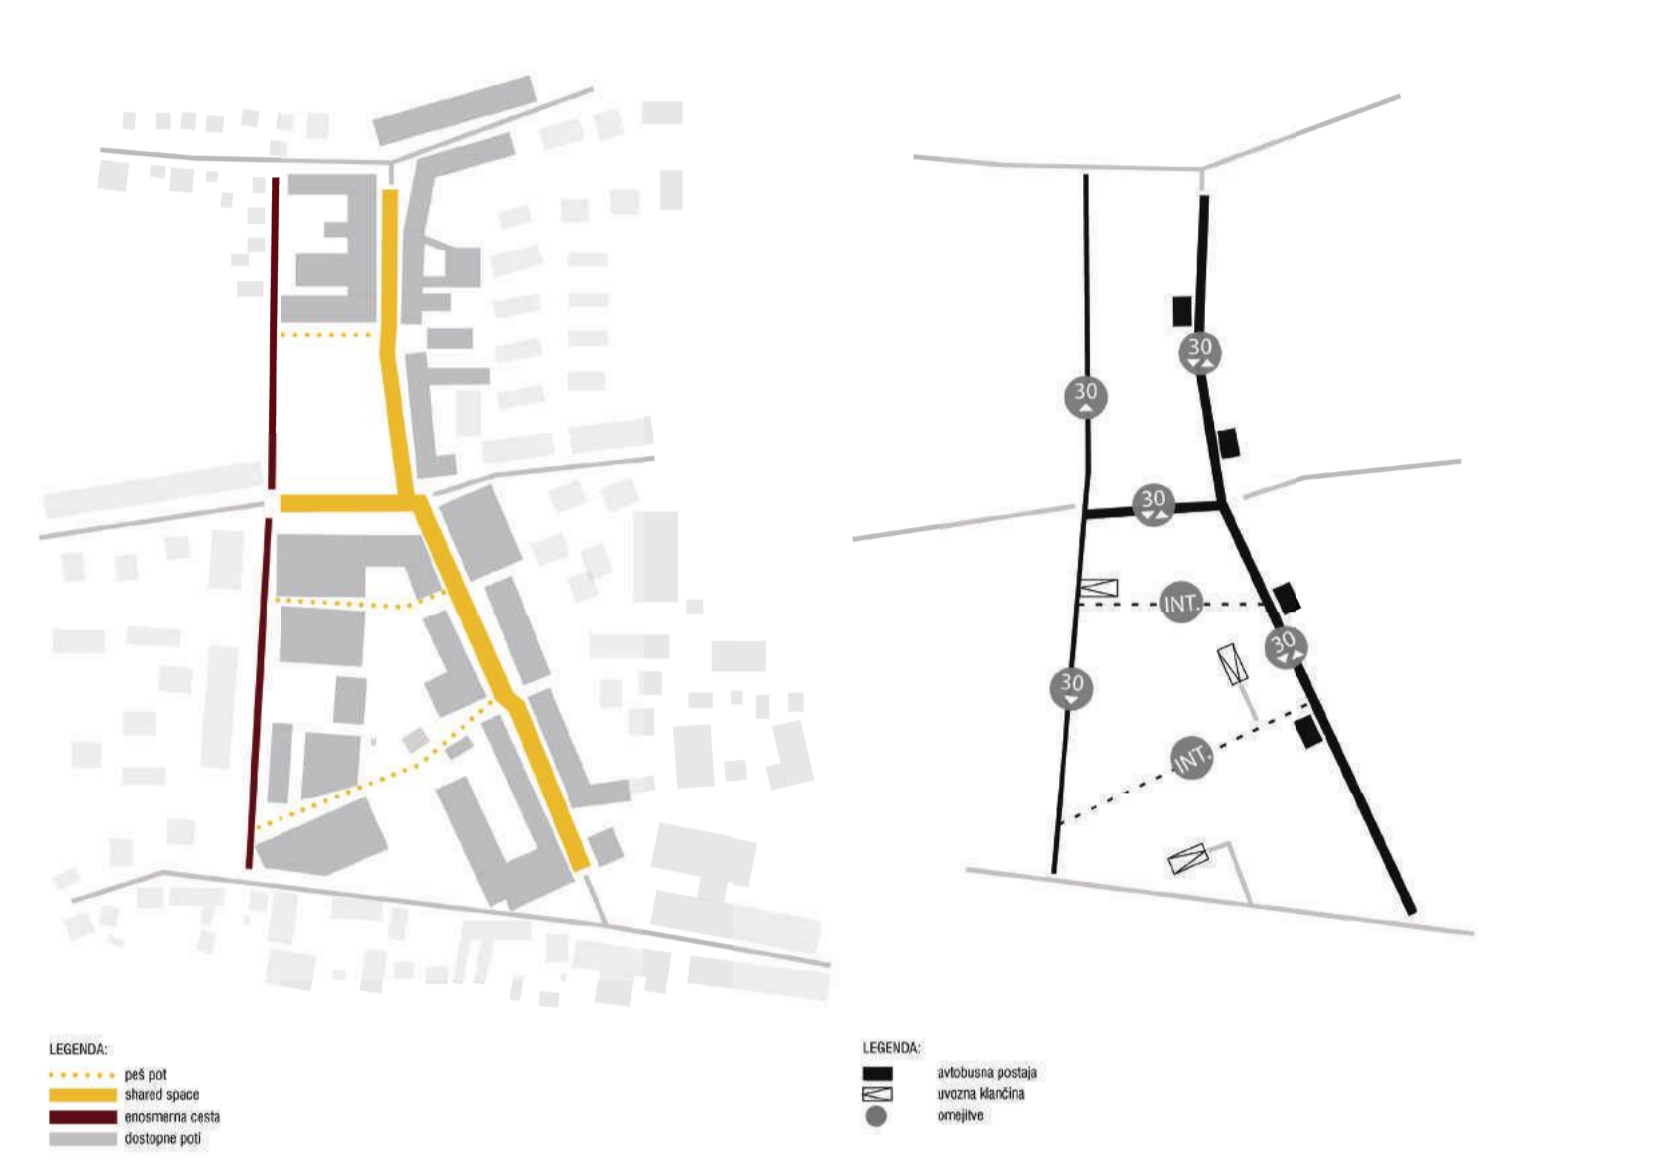 30
30
30
INT.
30
30
INT.
LEGENDA:
peš pot
shared space
enosmerna cesta
dostopne poti
LEGENDA:
avtobusna postaja
uvozna klančina
omejitve